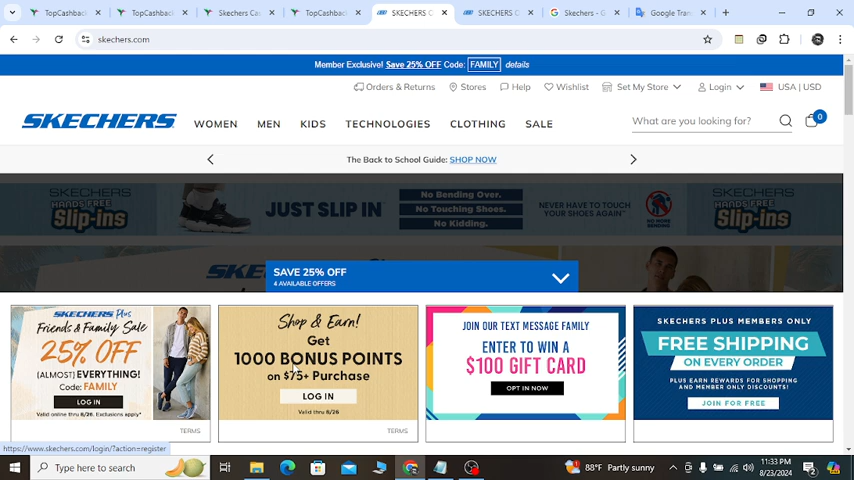 TopCashback
TopCashback
Skechers Ca
TopCashback
SKECHERS O
SKECHERS O
Skechers - G
Google Tran
skechers.com
Member Exclusive! Save 25% OFF Code: FAMILY details
Orders & Returns
Stores
Help
Wishlist
Set My Store
Login
USA | USD
SKECHERS
WOMEN
MEN
KIDS
TECHNOLOGIES
CLOTHING
SALE
What are you looking for?
0
The Back to School Guide: SHOP NOW
SKECHERS
HANDS FREE
Slip-ins
JUST SLIP IN™
No Bending Over.
No Touching Shoes.
No Kidding.
NEVER HAVE TO TOUCH
YOUR SHOES AGAIN™
SKECHERS
HANDS FREE
Slip-ins
SAVE 25% OFF
4 AVAILABLE OFFERS
SKECHERS Plus
Friends & Family Sale
25% OFF
(ALMOST) EVERYTHING!
Code: FAMILY
LOG IN
Valid online thru 8/26. Exclusions apply*
TERMS
Shop & Earn!
Get
1000 BONUS POINTS
on $75+ Purchase
LOG IN
Valid thru 8/26
TERMS
JOIN OUR TEXT MESSAGE FAMILY
ENTER TO WIN A
$100 GIFT CARD
OPT IN NOW
SKECHERS PLUS MEMBERS ONLY
FREE SHIPPING
ON EVERY ORDER
PLUS EARN REWARDS FOR SHOPPING
AND MEMBER ONLY DISCOUNTS!
JOIN FOR FREE
https://www.skechers.com/login/?action=register
Type here to search
88°F Partly sunny
11:33 PM
8/23/2024
2